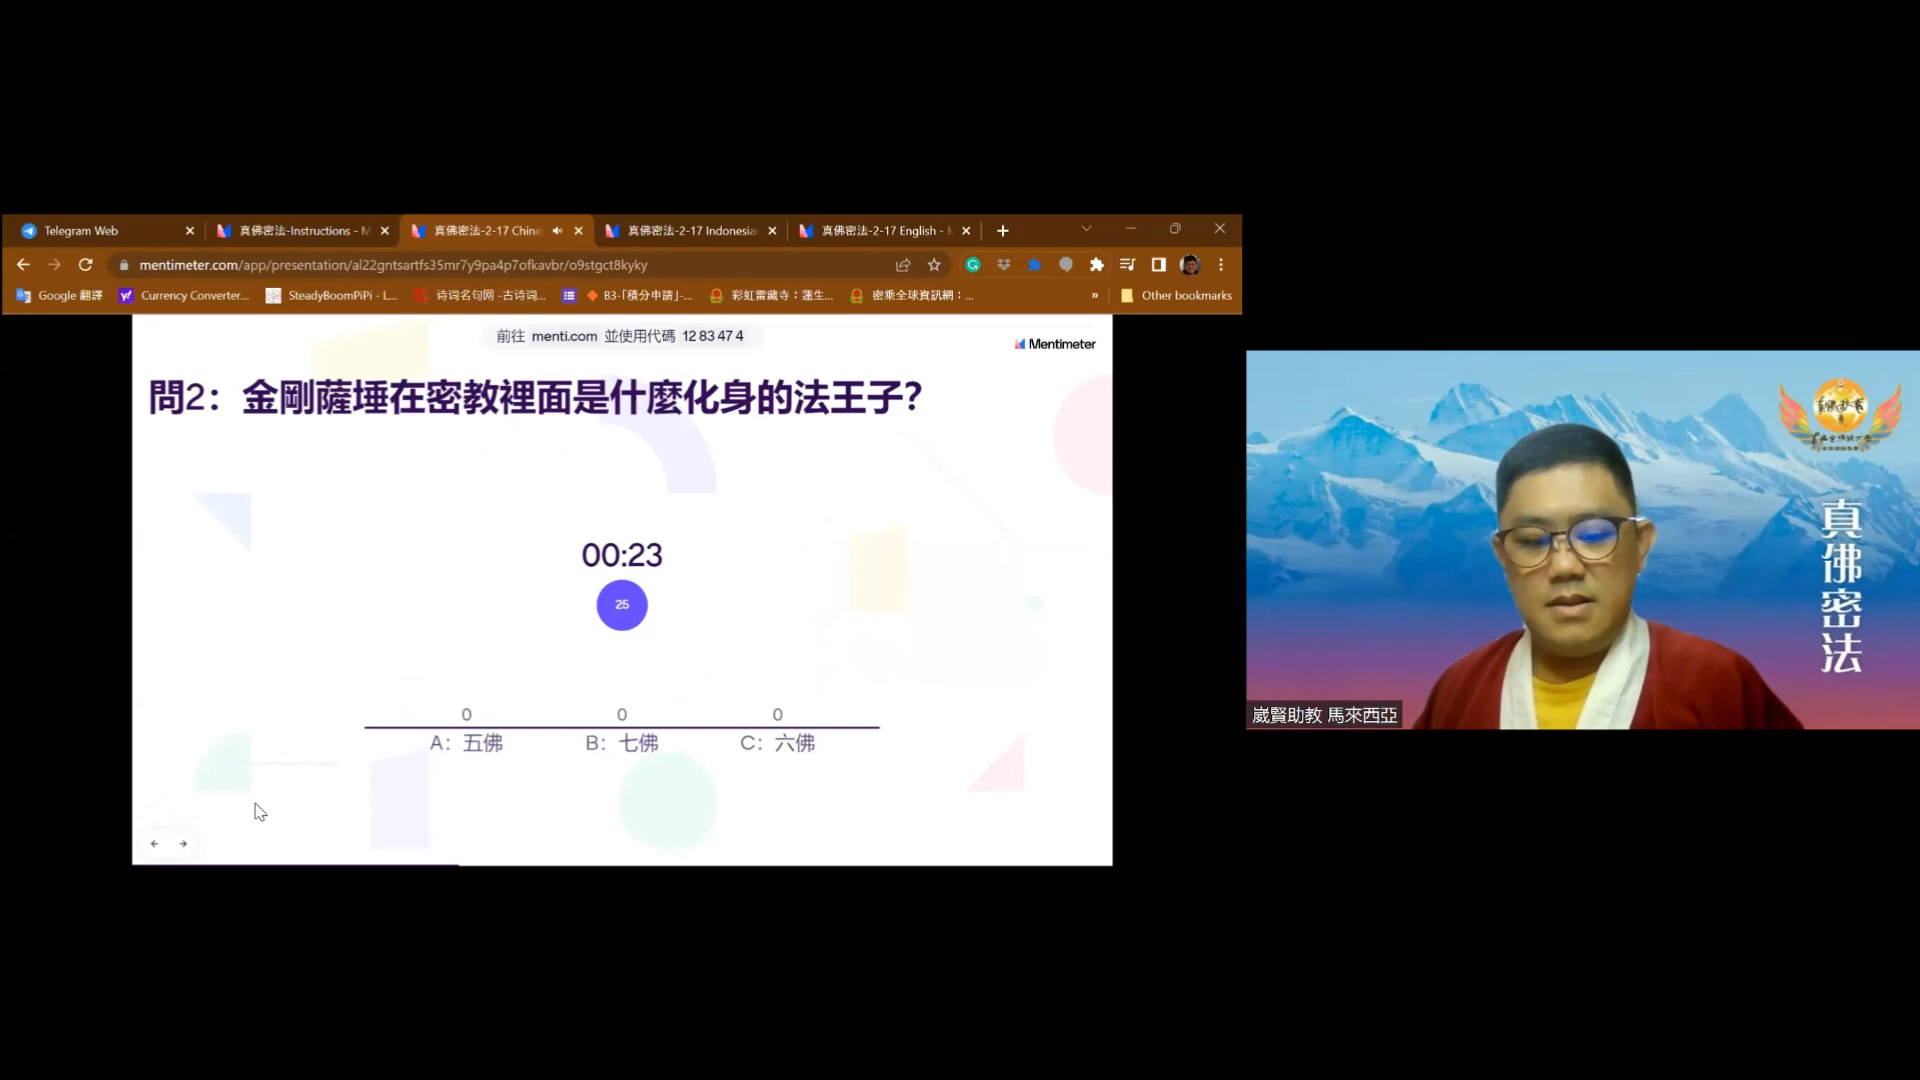 Telegram Web
真佛密法-Instructions - M
真佛密法-2-17 Chine
真佛密法-2-17 Indonesia
真佛密法-2-17 English - M
mentimeter.com/app/presentation/al22gntsartfs35mr7y9pa4p7ofkavbr/o9stgct8kyky
Google 翻譯
Currency Converter...
SteadyBoomPiPi - L...
诗词名句网 -古诗词...
B3-「積分申請」-...
彩虹雷藏寺：蓮生...
密乘全球資訊網：...
»
Other bookmarks
前往 menti.com 並使用代碼 12 83 47 4
Mentimeter
問2：金剛薩埵在密教裡面是什麼化身的法王子？
00:23
25
0 0 0
A：五佛 B：七佛 C：六佛
真佛密法
崴賢助教 馬來西亞